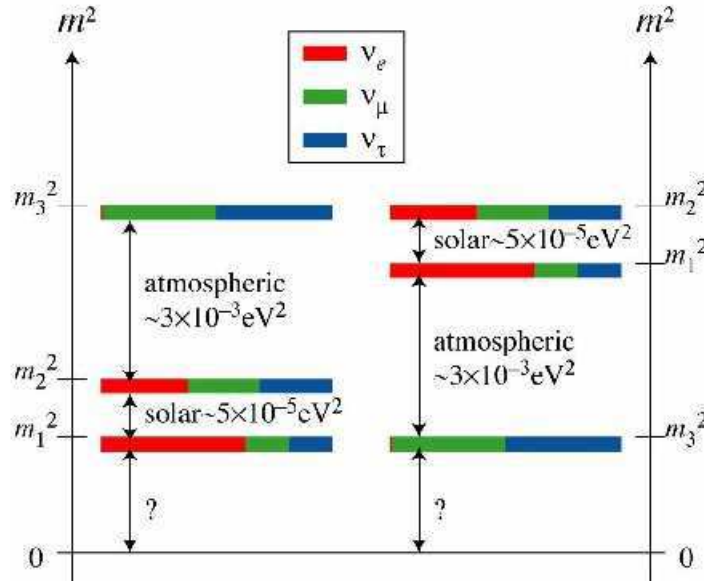 m²
m²
νe
νμ
ντ
m₃²
m₂²
solar~5×10⁻⁵eV²
m₁²
atmospheric
~3×10⁻³eV²
atmospheric
~3×10⁻³eV²
m₂²
solar~5×10⁻⁵eV²
m₁²
m₃²
?
?
0
0